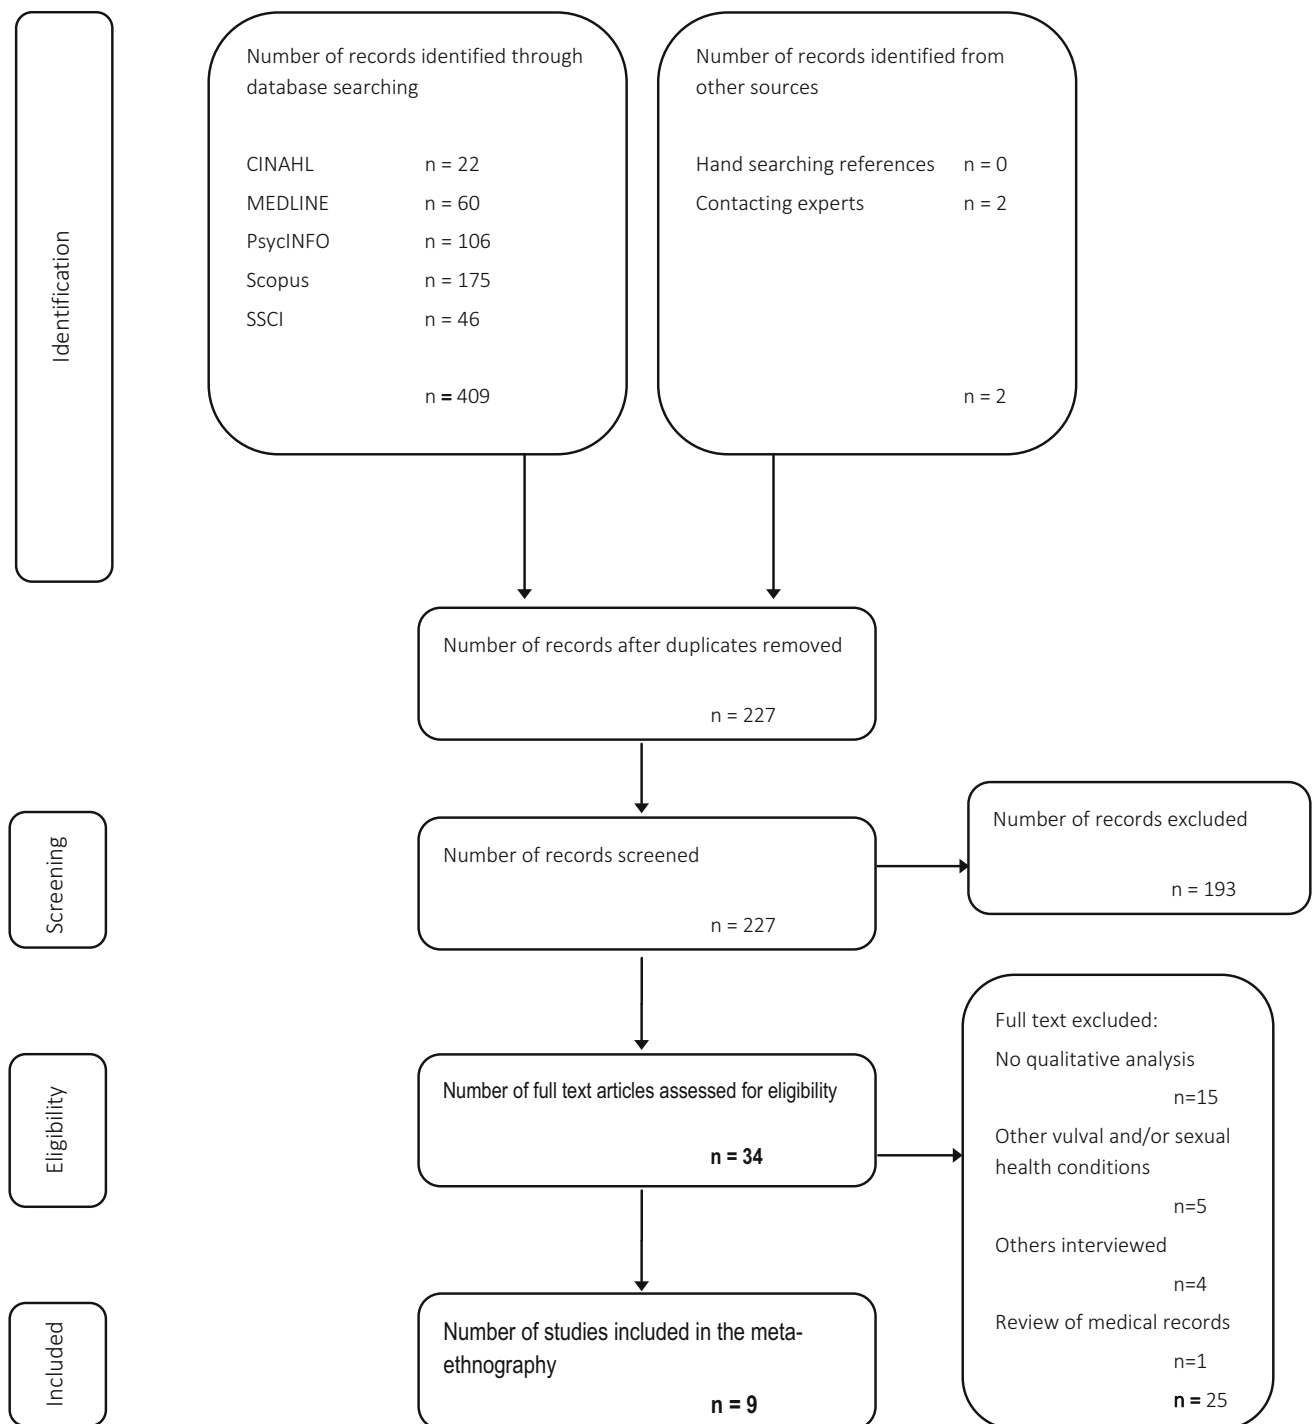 Identification
Number of records identified through
database searching
CINAHL n = 22
MEDLINE n = 60
PsycINFO n = 106
Scopus n = 175
SSCI n = 46
n = 409
Number of records identified from
other sources
Hand searching references n = 0
Contacting experts n = 2
n = 2
Number of records after duplicates removed
n = 227
Screening
Number of records screened
n = 227
Number of records excluded
n = 193
Eligibility
Number of full text articles assessed for eligibility
n = 34
Full text excluded:
No qualitative analysis
n=15
Other vulval and/or sexual
health conditions
n=5
Others interviewed
n=4
Review of medical records
n=1
n = 25
Included
Number of studies included in the meta-
ethnography
n = 9